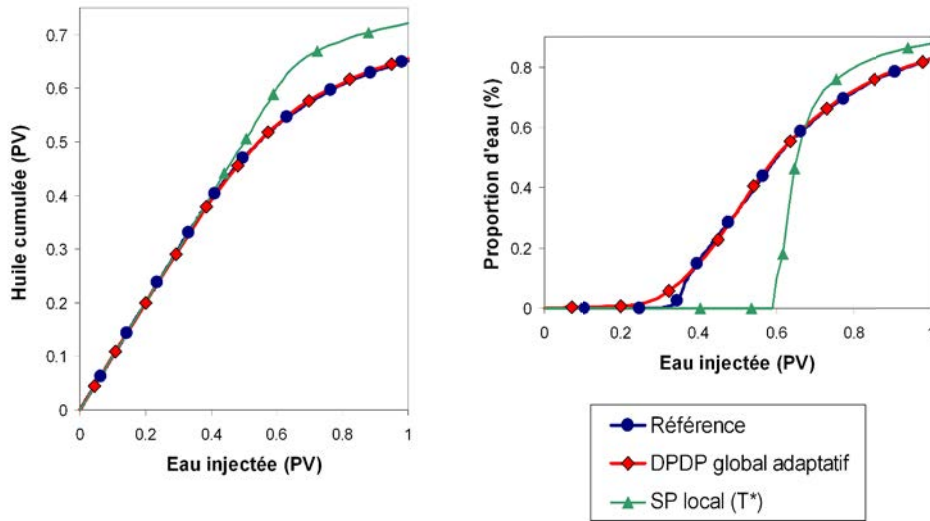 0.7
0.6
0.5
0.4
0.3
0.2
0.1
0
Huile cumulée (PV)
0 0.2 0.4 0.6 0.8 1
Eau injectée (PV)
0.8
0.6
0.4
0.2
0
Proportion d'eau (%)
0 0.2 0.4 0.6 0.8 1
Eau injectée (PV)
Référence
DPDP global adaptatif
SP local (T*)